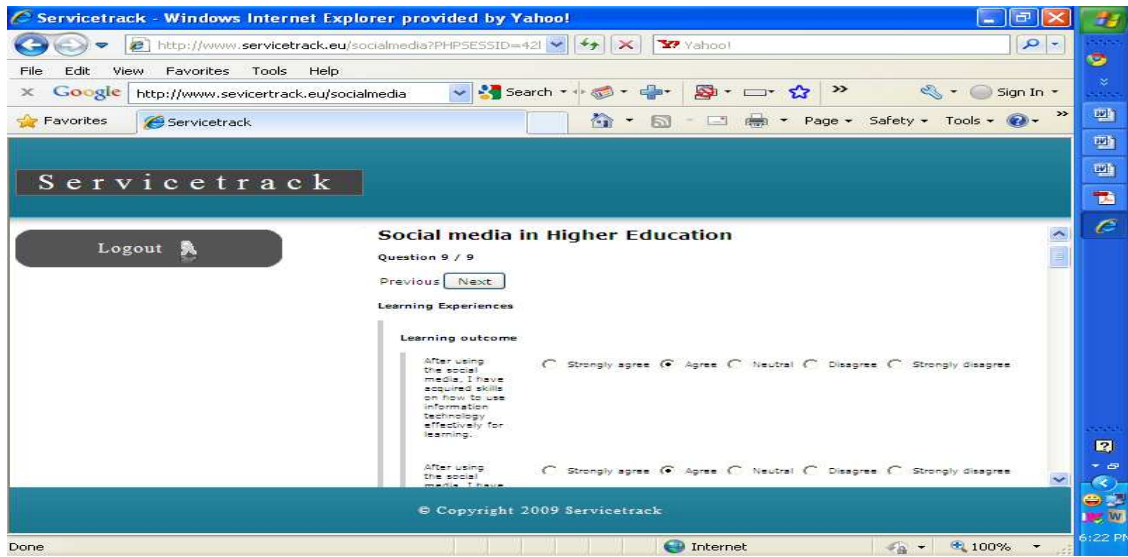 Servicetrack - Windows Internet Explorer provided by Yahoo!
http://www.servicetrack.eu/socialmedia?PHPSESSID=42l
Yahoo!
File Edit View Favorites Tools Help
Google http://www.sevicertrack.eu/socialmedia Search Sign In
Favorites Servicetrack Page Safety Tools
Servicetrack
Logout
Social media in Higher Education
Question 9 / 9
Previous Next
Learning Experiences
Learning outcome
After using
the social
media, I have
acquired skills
on how to use
information
technology
effectively for
learning.
Strongly agree Agree Neutral Disagree Strongly disagree
After using
the social
media, I have
Strongly agree Agree Neutral Disagree Strongly disagree
© Copyright 2009 Servicetrack
Done Internet 100%
6:22 PM